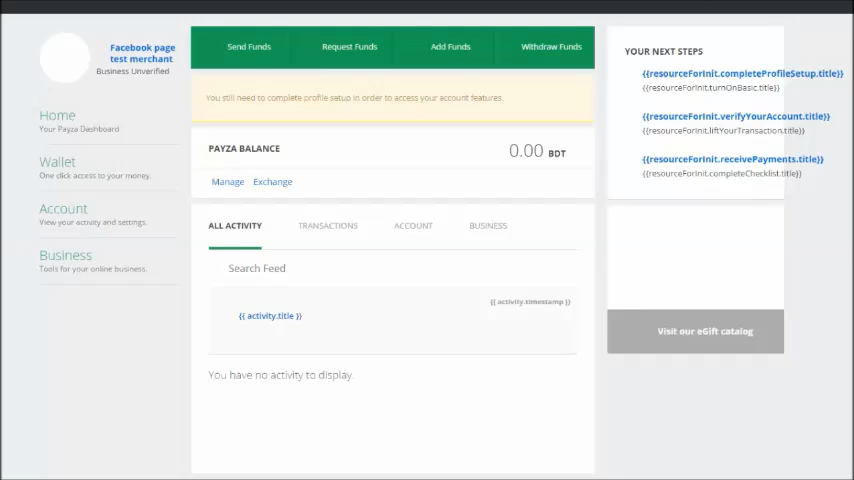 Facebook page
test merchant
Business Unverified
Home
Your Payza Dashboard
Wallet
One click access to your money.
Account
View your activity and settings.
Business
Tools for your online business.
Send Funds
Request Funds
Add Funds
Withdraw Funds
You still need to complete profile setup in order to access your account features.
PAYZA BALANCE
0.00 BDT
Manage Exchange
ALL ACTIVITY
TRANSACTIONS
ACCOUNT
BUSINESS
Search Feed
{{ activity.timestamp }}
{{ activity.title }}
You have no activity to display.
YOUR NEXT STEPS
{{resourceForInit.completeProfileSetup.title}}
{{resourceForInit.turnOnBasic.title}}
{{resourceForInit.verifyYourAccount.title}}
{{resourceForInit.liftYourTransaction.title}}
{{resourceForInit.receivePayments.title}}
{{resourceForInit.completeChecklist.title}}
Visit our eGift catalog